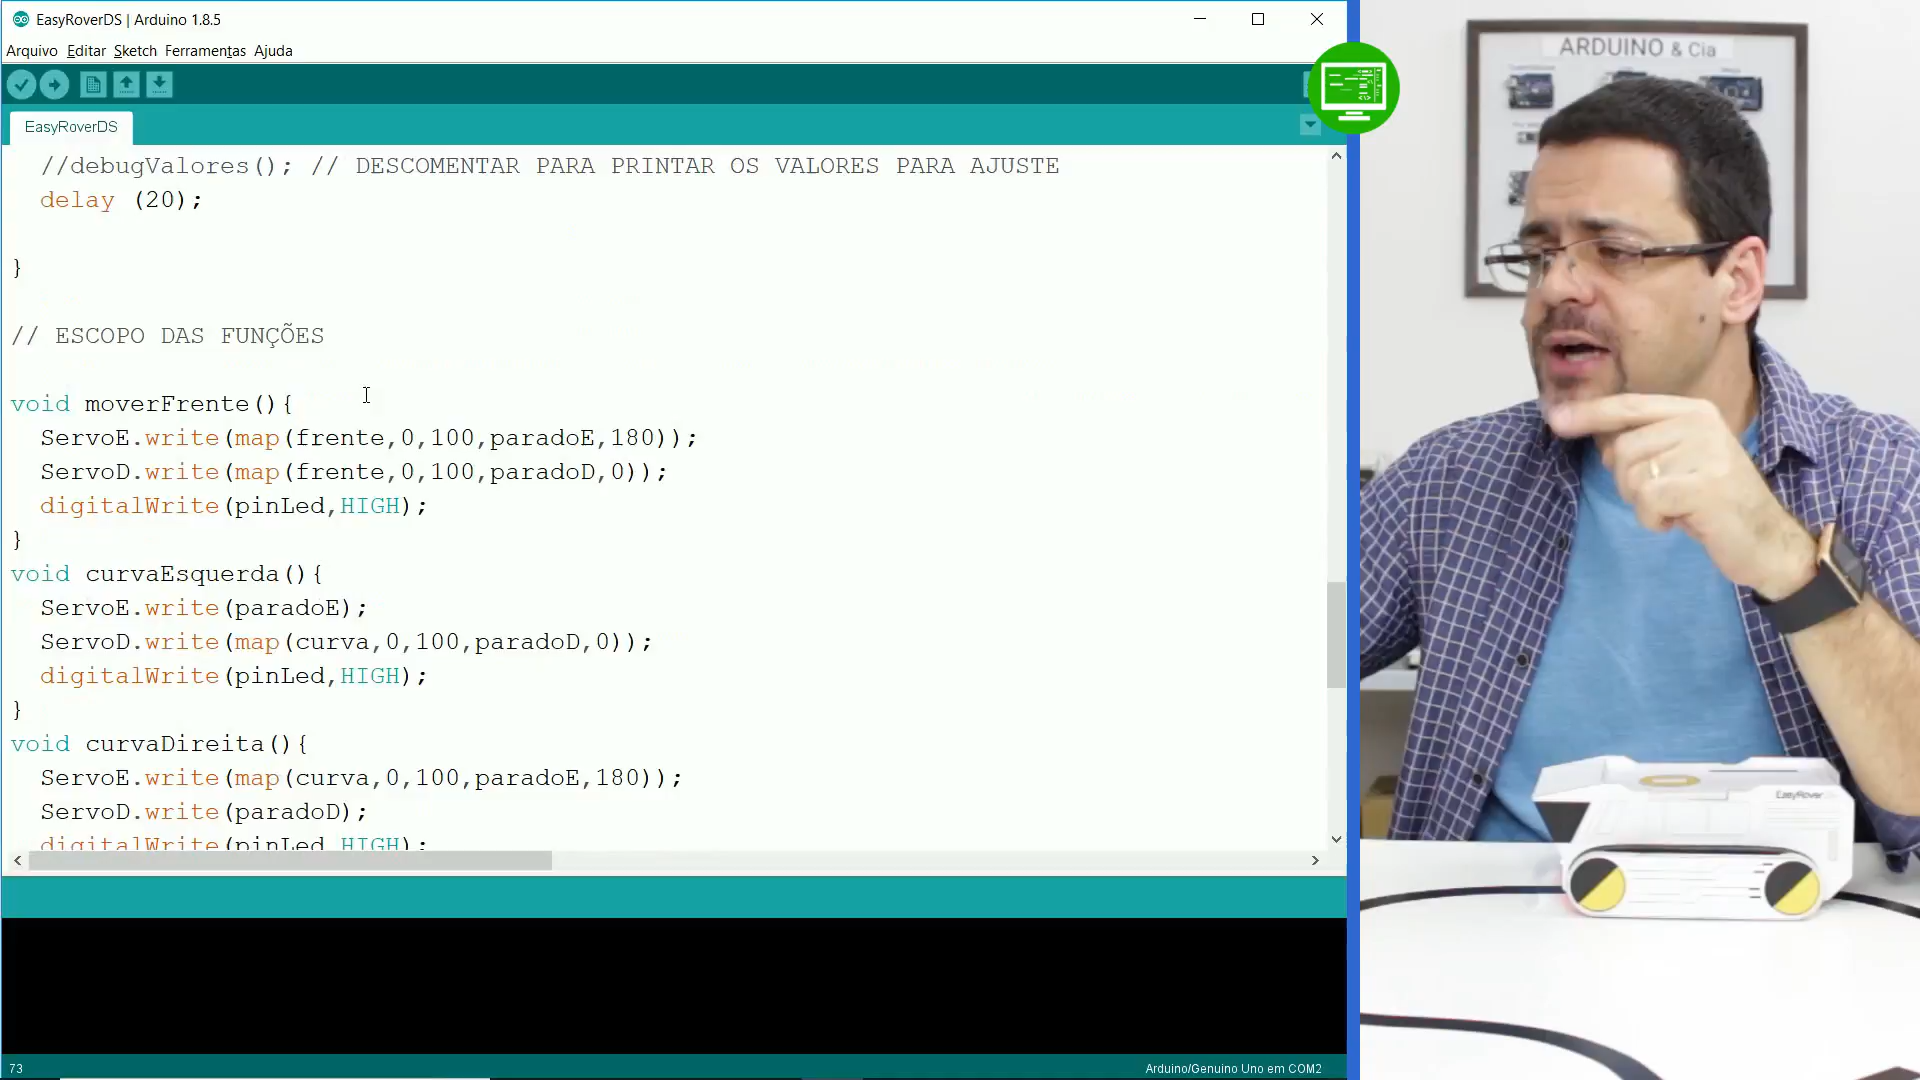 EasyRoverDS | Arduino 1.8.5
Arquivo Editar Sketch Ferramentas Ajuda
EasyRoverDS
//debugValores(); // DESCOMENTAR PARA PRINTAR OS VALORES PARA AJUSTE
delay (20);
}
// ESCOPO DAS FUNÇÕES
void moverFrente(){
ServoE.write(map(frente,0,100,paradoE,180));
ServoD.write(map(frente,0,100,paradoD,0));
digitalWrite(pinLed,HIGH);
}
void curvaEsquerda(){
ServoE.write(paradoE);
ServoD.write(map(curva,0,100,paradoD,0));
digitalWrite(pinLed,HIGH);
}
void curvaDireita(){
ServoE.write(map(curva,0,100,paradoE,180));
ServoD.write(paradoD);
digitalWrite(pinLed,HIGH);
73
Arduino/Genuino Uno em COM2
ARDUINO & Cia
EasyRover